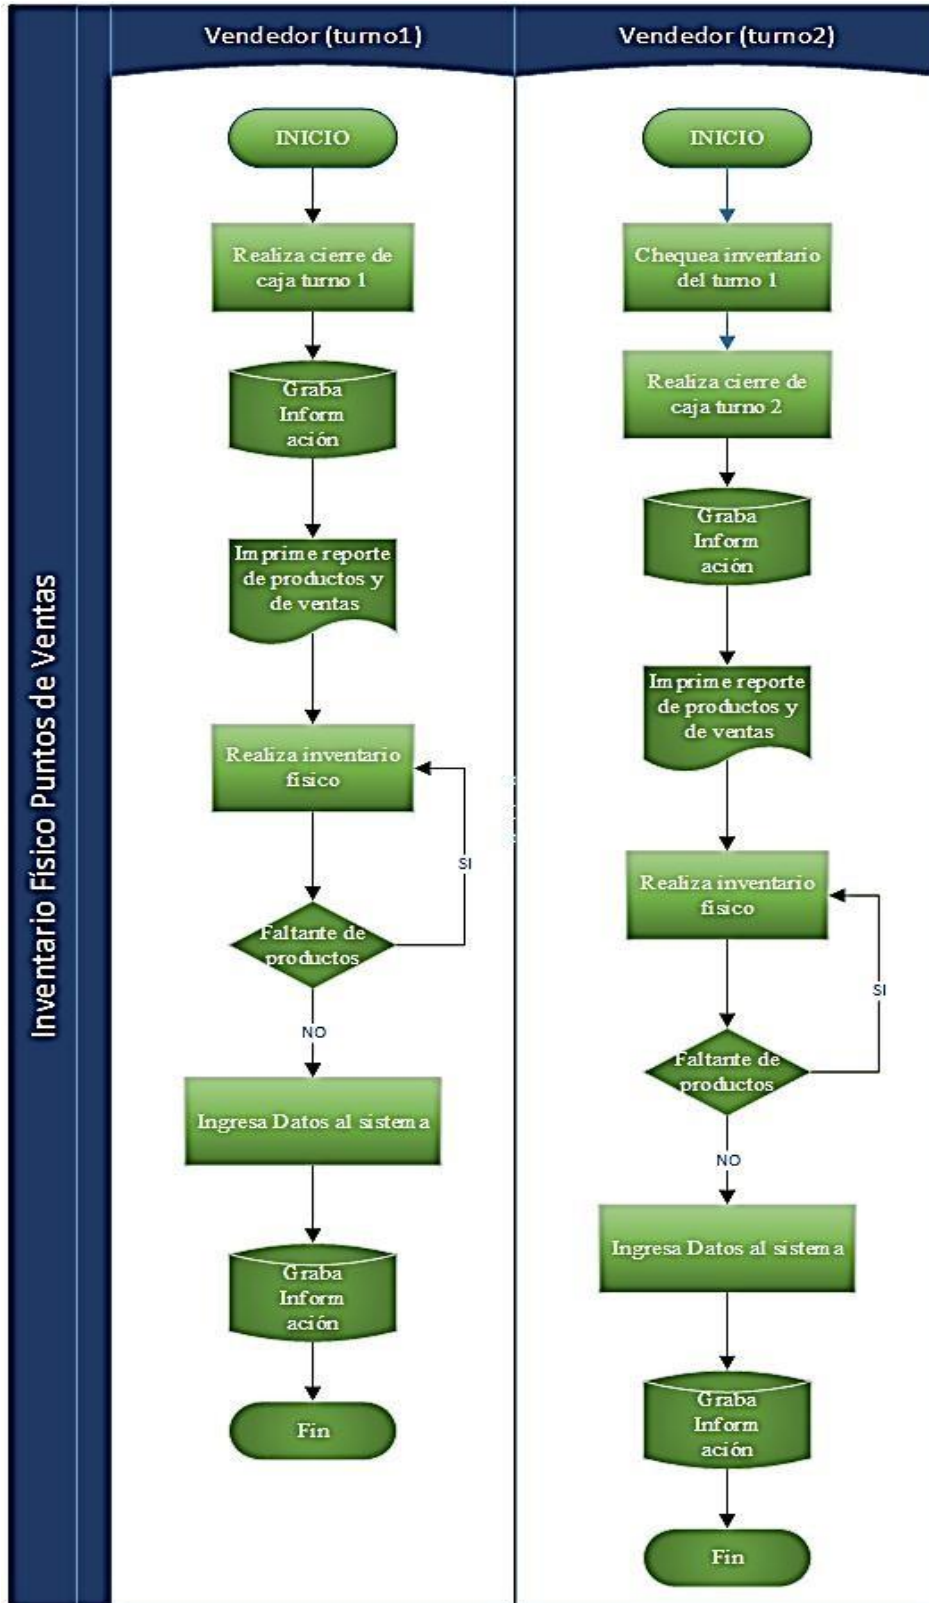 Inventario Físico Puntos de Ventas
Vendedor (turno1)
INICIO
Realiza cierre de
caja turno 1
Graba
Inform
ación
Imprime reporte
de productos y
de ventas
Realiza inventario
físico
SI
Faltante de
productos
NO
Ingresa Datos al sistema
Graba
Inform
ación
Fin
Vendedor (turno2)
INICIO
Chequea inventario
del turno 1
Realiza cierre de
caja turno 2
Graba
Inform
ación
Imprime reporte
de productos y
de ventas
Realiza inventario
físico
SI
Faltante de
productos
NO
Ingresa Datos al sistema
Graba
Inform
ación
Fin